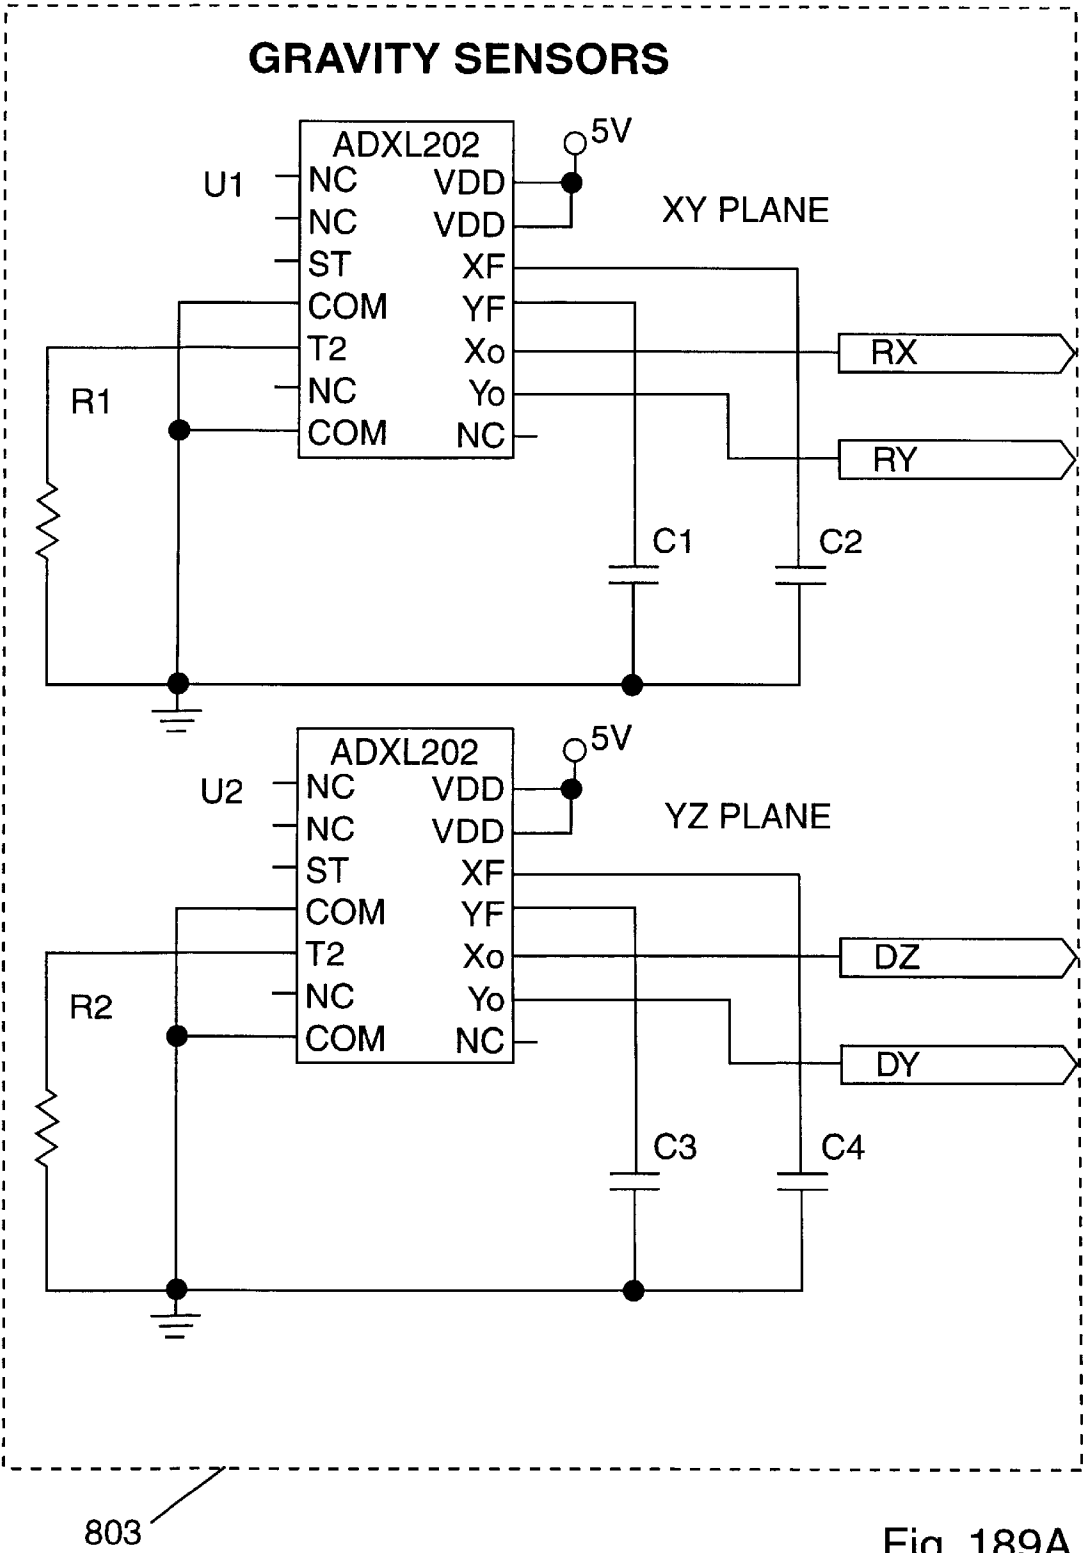 GRAVITY SENSORS
ADXL202
5V
U1
NC VDD
XY PLANE
NC VDD
ST XF
COM YF
T2 Xo
RX
R1
NC Yo
COM NC
RY
C1
C2
ADXL202
5V
U2
NC VDD
YZ PLANE
NC VDD
ST XF
COM YF
T2 Xo
DZ
R2
NC Yo
COM NC
DY
C3
C4
803
Fig. 189A